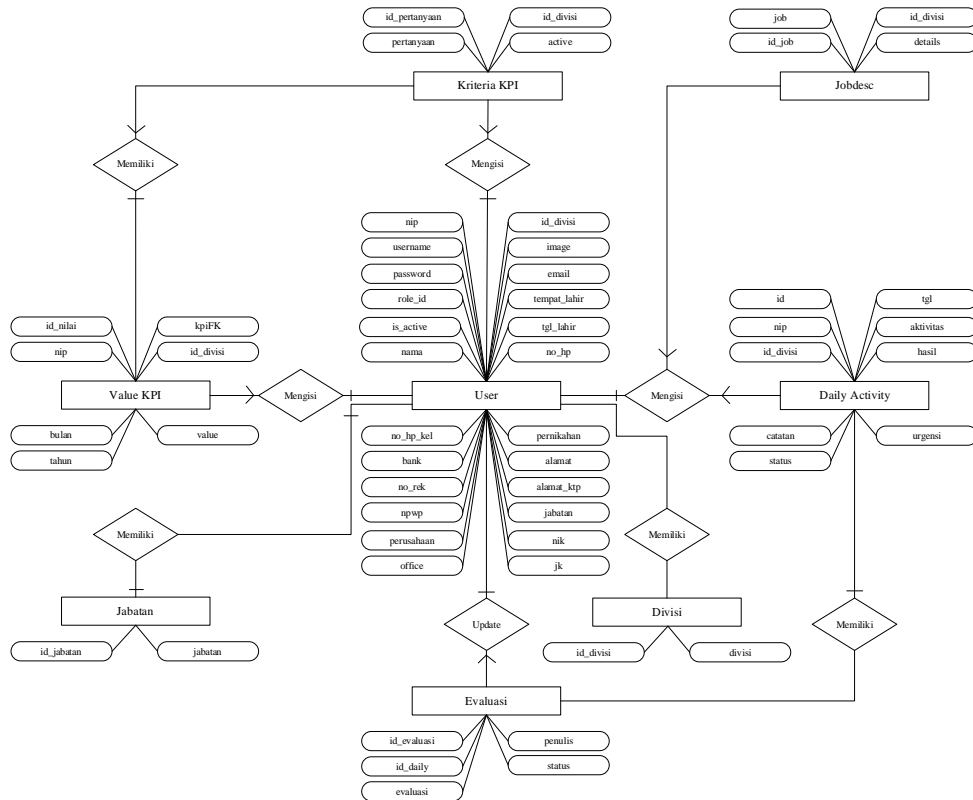 id_pertanyaan
id_divisi
pertanyaan
active
Kriteria KPI
job
id_divisi
id_job
details
Jobdesc
Memiliki
Mengisi
nip
id_divisi
username
image
password
email
role_id
tempat_lahir
is_active
tgl_lahir
nama
no_hp
id_nilai
kpiFK
nip
id_divisi
Value KPI
bulan
value
tahun
Mengisi
User
Mengisi
id
tgl
nip
aktivitas
id_divisi
hasil
Daily Activity
catatan
urgensi
status
no_hp_kel
pernikahan
bank
alamat
no_rek
alamat_ktp
npwp
jabatan
perusahaan
nik
office
jk
Memiliki
Jabatan
id_jabatan
jabatan
Memiliki
Divisi
id_divisi
divisi
Update
Memiliki
Evaluasi
id_evaluasi
penulis
id_daily
status
evaluasi